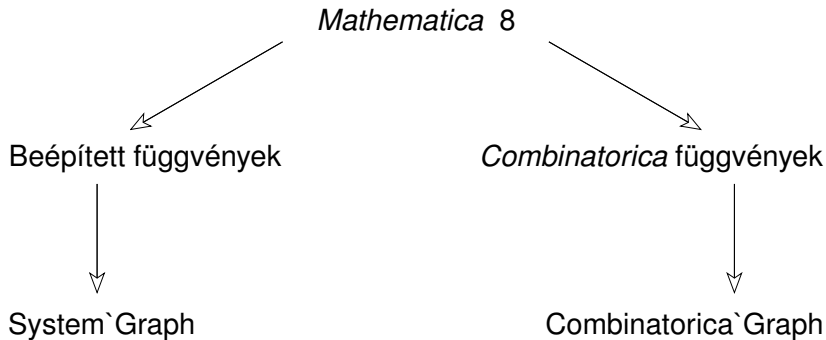 Mathematica 8
Beépített függvények
Combinatorica függvények
System`Graph
Combinatorica`Graph